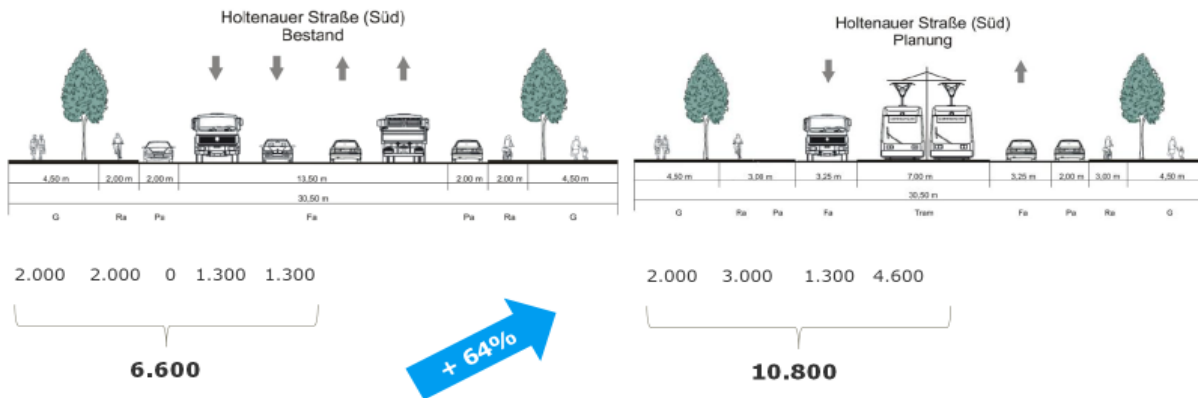 Holtenauer Straße (Süd)
Bestand
4,50 m 2,00 m 2,00 m 13,50 m 2,00 m 2,00 m 4,50 m
30,50 m
G Ra Pa Fa Pa Ra G
2.000 2.000 0 1.300 1.300
6.600
+ 64%
Holtenauer Straße (Süd)
Planung
4,50 m 3,00 m 3,25 m 7,00 m 3,25 m 2,00 m 3,00 m 4,50 m
30,50 m
G Ra Pa Fa Tram Fa Pa Ra G
2.000 3.000 1.300 4.600
10.800